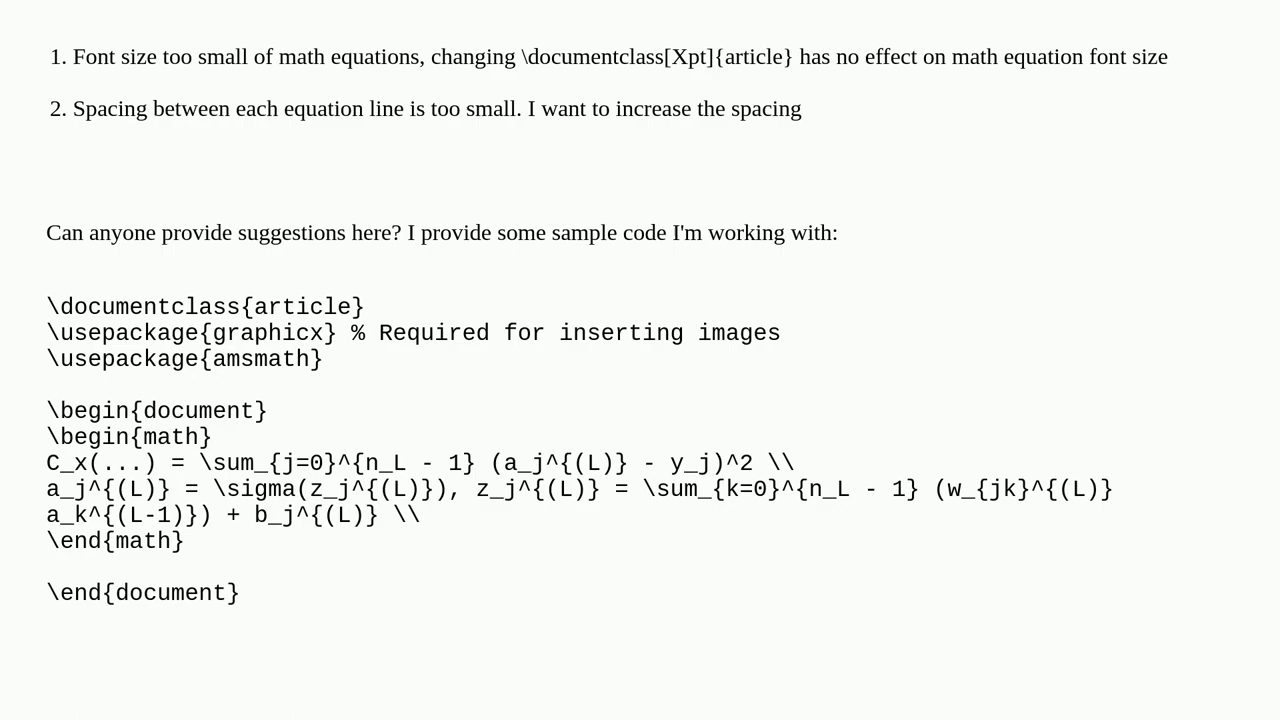 1. Font size too small of math equations, changing \documentclass[Xpt]{article} has no effect on math equation font size
2. Spacing between each equation line is too small. I want to increase the spacing
Can anyone provide suggestions here? I provide some sample code I'm working with:
\documentclass{article}
\usepackage{graphicx} % Required for inserting images
\usepackage{amsmath}
\begin{document}
\begin{math}
C_x(...) = \sum_{j=0}^{n_L - 1} (a_j^{(L)} - y_j)^2 \\
a_j^{(L)} = \sigma(z_j^{(L)}), z_j^{(L)} = \sum_{k=0}^{n_L - 1} (w_{jk}^{(L)}
a_k^{(L-1)}) + b_j^{(L)} \\
\end{math}
\end{document}